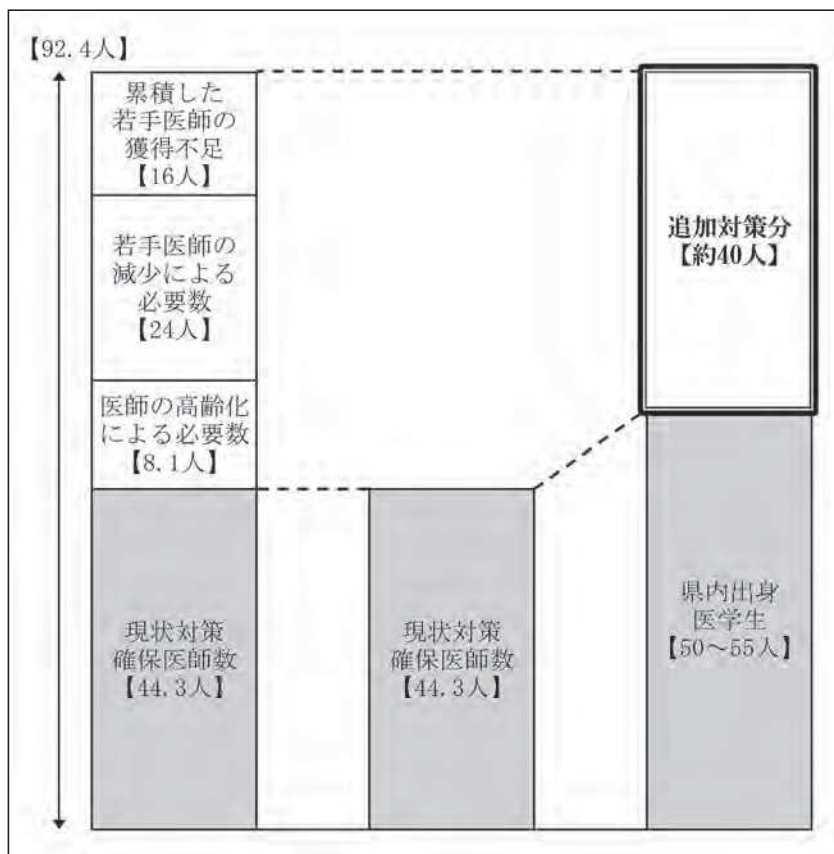 【92.4人】
累積した
若手医師の
獲得不足
【16人】
若手医師の
減少による
必要数
【24人】
医師の高齢化
による必要数
【8.1人】
現状対策
確保医師数
【44.3人】
現状対策
確保医師数
【44.3人】
追加対策分
【約40人】
県内出身
医学生
【50～55人】